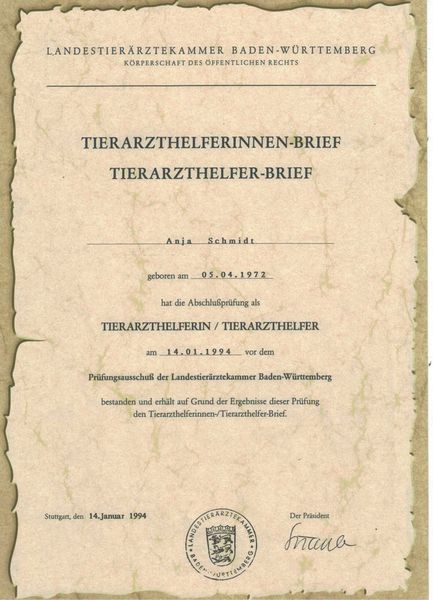 LANDESTIERÄRZTEKAMMER BADEN-WÜRTTEMBERG
KÖRPERSCHAFT DES ÖFFENTLICHEN RECHTS
TIERARZTHELFERINNEN-BRIEF
TIERARZTHELFER-BRIEF
Anja Schmidt
geboren am 05.04.1972
hat die Abschlußprüfung als
TIERARZTHELFERIN / TIERARZTHELFER
am 14.01.1994 vor dem
Prüfungsausschuß der Landestierärztekammer Baden-Württemberg
bestanden und erhält auf Grund der Ergebnisse dieser Prüfung
den Tierarzthelferinnen-/Tierarzthelfer-Brief.
Stuttgart, den 14. Januar 1994
Der Präsident
LANDESTIERÄRZTEKAMMER